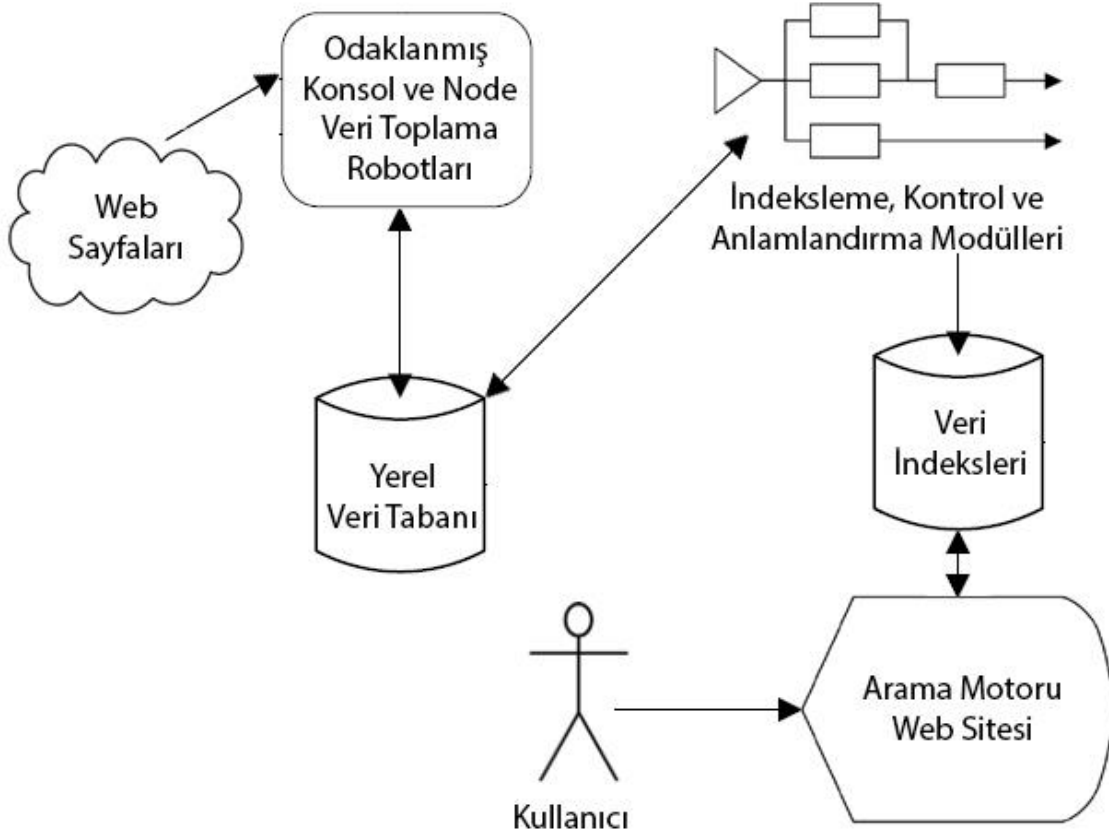 Odaklanmış
Konsol ve Node
Veri Toplama
Robotları
Web
Sayfaları
İndeksleme, Kontrol ve
Anlamlandırma Modülleri
Yerel
Veri Tabanı
Veri
İndeksleri
Arama Motoru
Web Sitesi
Kullanıcı